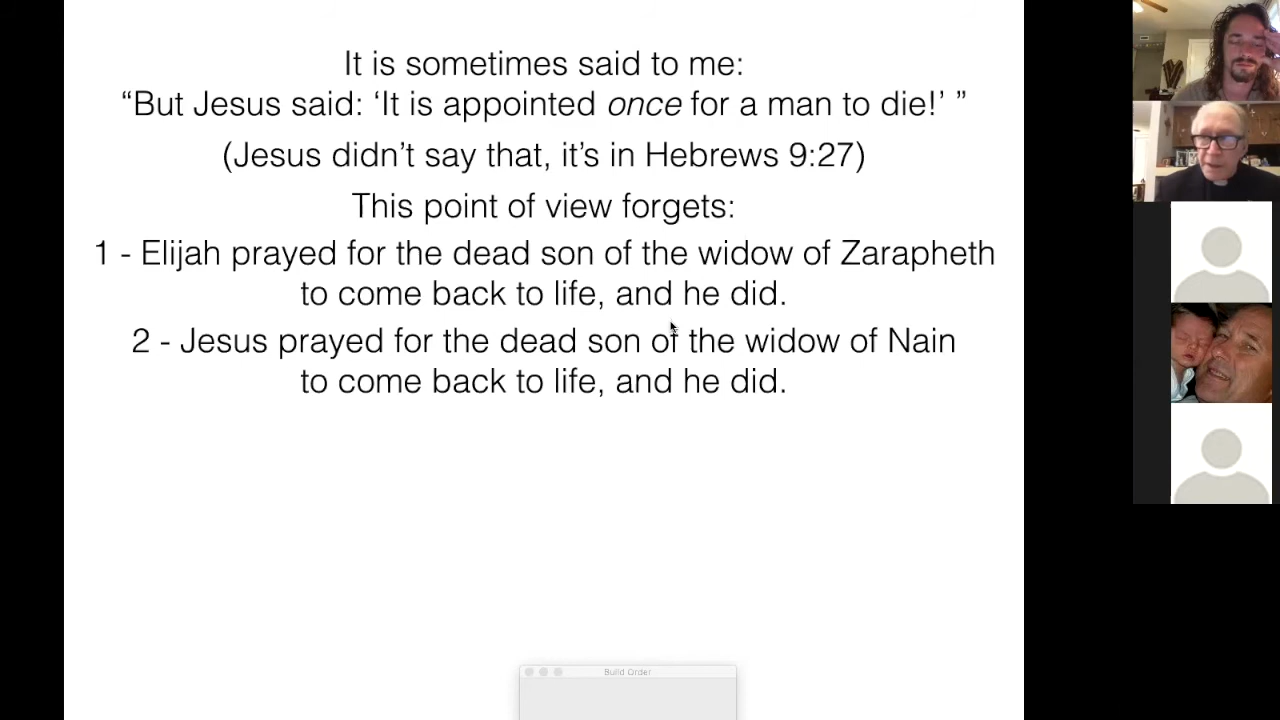 It is sometimes said to me:
“But Jesus said: ‘It is appointed once for a man to die!’ ”
(Jesus didn’t say that, it’s in Hebrews 9:27)
This point of view forgets:
1 - Elijah prayed for the dead son of the widow of Zarapheth
to come back to life, and he did.
2 - Jesus prayed for the dead son of the widow of Nain
to come back to life, and he did.
Build Order